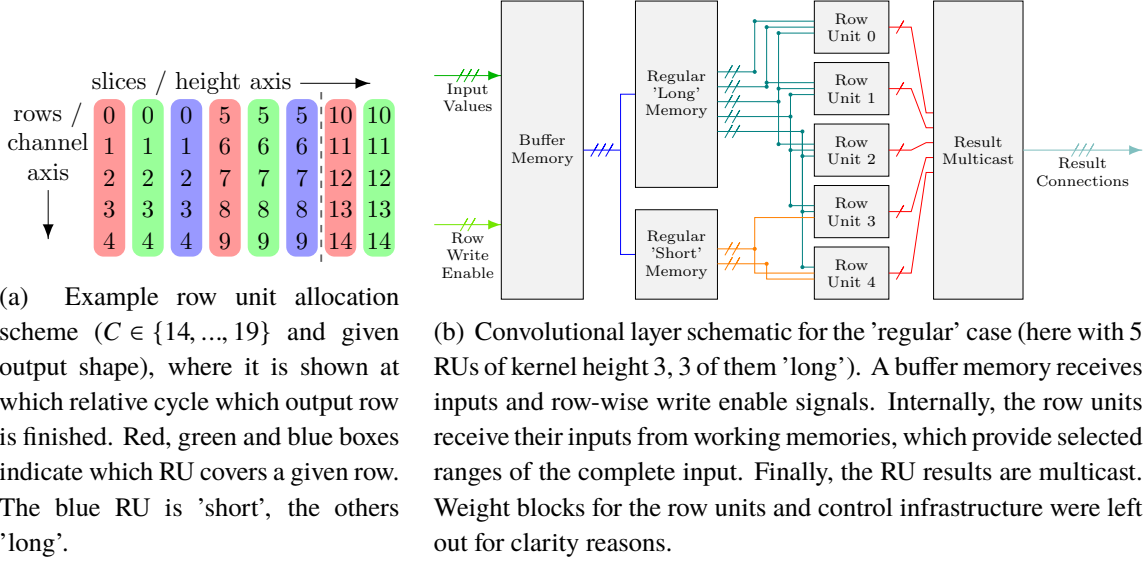 slices / height axis
rows /
channel
axis
0 0 0 5 5 5 10 10
1 1 1 6 6 6 11 11
2 2 2 7 7 7 12 12
3 3 3 8 8 8 13 13
4 4 4 9 9 9 14 14
(a) Example row unit allocation
scheme (C ∈ {14, ..., 19} and given
output shape), where it is shown at
which relative cycle which output row
is finished. Red, green and blue boxes
indicate which RU covers a given row.
The blue RU is 'short', the others
'long'.
Input
Values
Row
Write
Enable
Buffer
Memory
Regular
'Long'
Memory
Regular
'Short'
Memory
Row
Unit 0
Row
Unit 1
Row
Unit 2
Row
Unit 3
Row
Unit 4
Result
Multicast
Result
Connections
(b) Convolutional layer schematic for the 'regular' case (here with 5
RUs of kernel height 3, 3 of them 'long'). A buffer memory receives
inputs and row-wise write enable signals. Internally, the row units
receive their inputs from working memories, which provide selected
ranges of the complete input. Finally, the RU results are multicast.
Weight blocks for the row units and control infrastructure were left
out for clarity reasons.